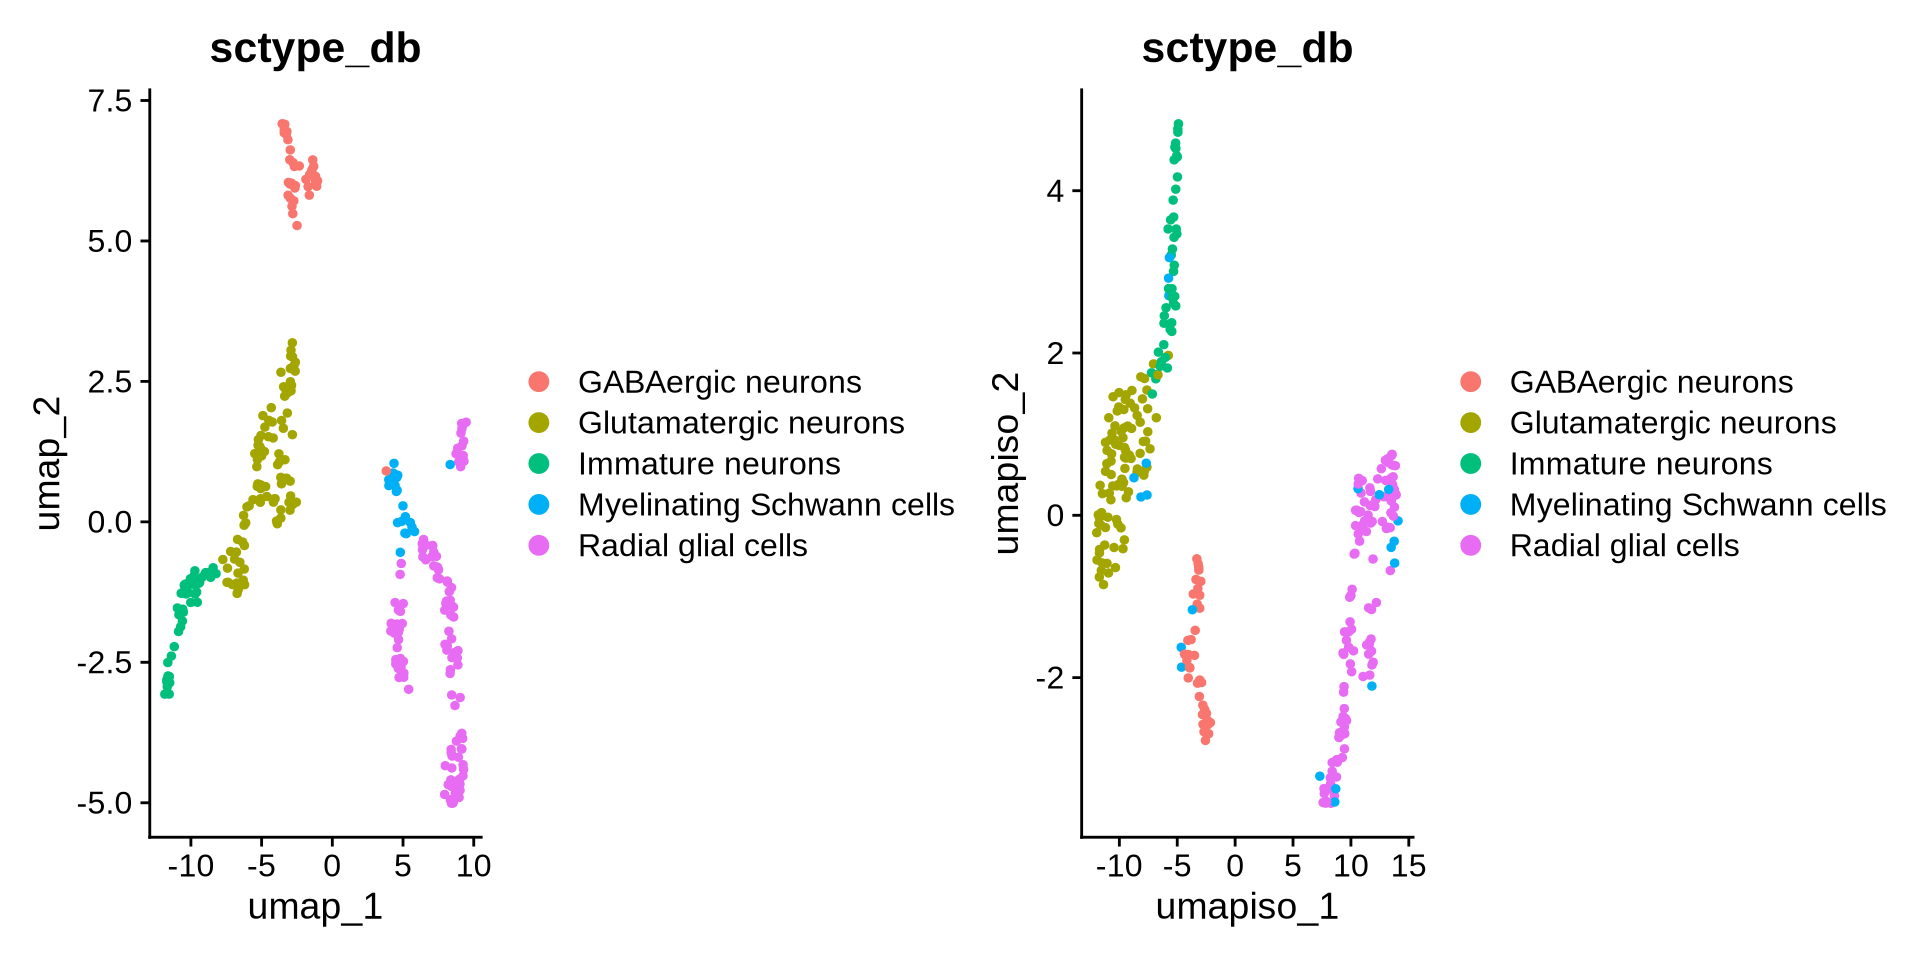 sctype_db
7.5
5.0
2.5
0.0
-2.5
-5.0
umap_2
-10 -5 0 5 10
umap_1
GABAergic neurons
Glutamatergic neurons
Immature neurons
Myelinating Schwann cells
Radial glial cells
sctype_db
4
2
0
-2
umapiso_2
-10 -5 0 5 10 15
umapiso_1
GABAergic neurons
Glutamatergic neurons
Immature neurons
Myelinating Schwann cells
Radial glial cells